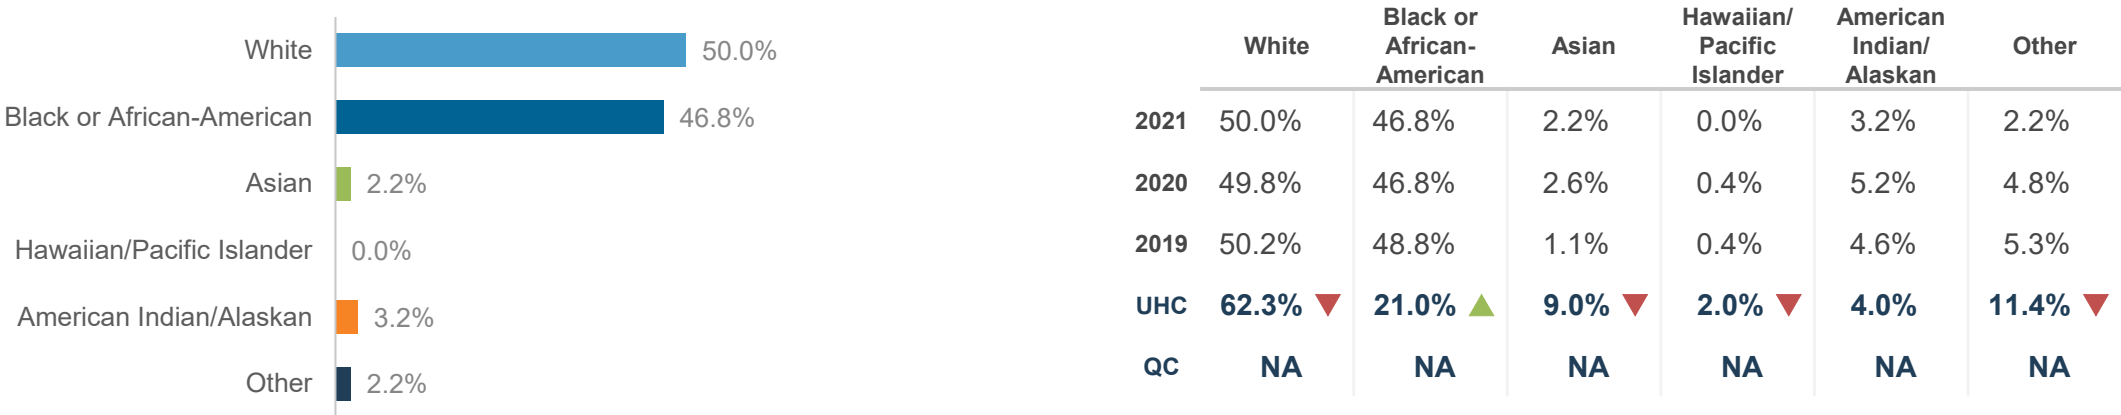 White 50.0%
Black or African-American 46.8%
Asian 2.2%
Hawaiian/Pacific Islander 0.0%
American Indian/Alaskan 3.2%
Other 2.2%
White Black or African-American Asian Hawaiian/ Pacific Islander American Indian/ Alaskan Other
2021 50.0% 46.8% 2.2% 0.0% 3.2% 2.2%
2020 49.8% 46.8% 2.6% 0.4% 5.2% 4.8%
2019 50.2% 48.8% 1.1% 0.4% 4.6% 5.3%
UHC 62.3% ▼ 21.0% ▲ 9.0% ▼ 2.0% ▼ 4.0% 11.4% ▼
QC NA NA NA NA NA NA